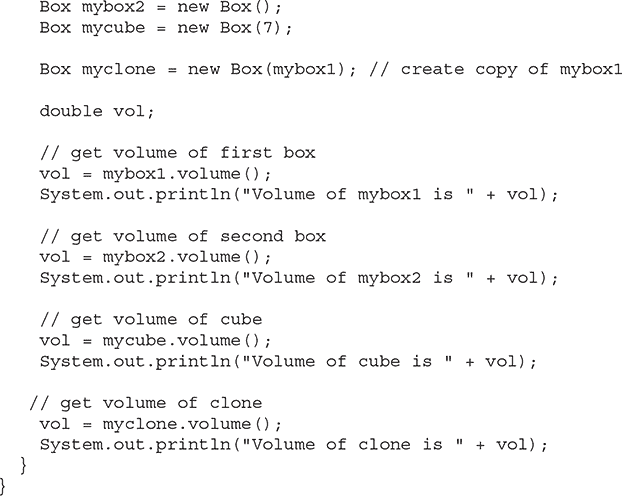 Box mybox2 = new Box();
Box mycube = new Box(7);
Box myclone = new Box(mybox1); // create copy of mybox1
double vol;
// get volume of first box
vol = mybox1.volume();
System.out.println("Volume of mybox1 is " + vol);
// get volume of second box
vol = mybox2.volume();
System.out.println("Volume of mybox2 is " + vol);
// get volume of cube
vol = mycube.volume();
System.out.println("Volume of cube is " + vol);
// get volume of clone
vol = myclone.volume();
System.out.println("Volume of clone is " + vol);
}
}